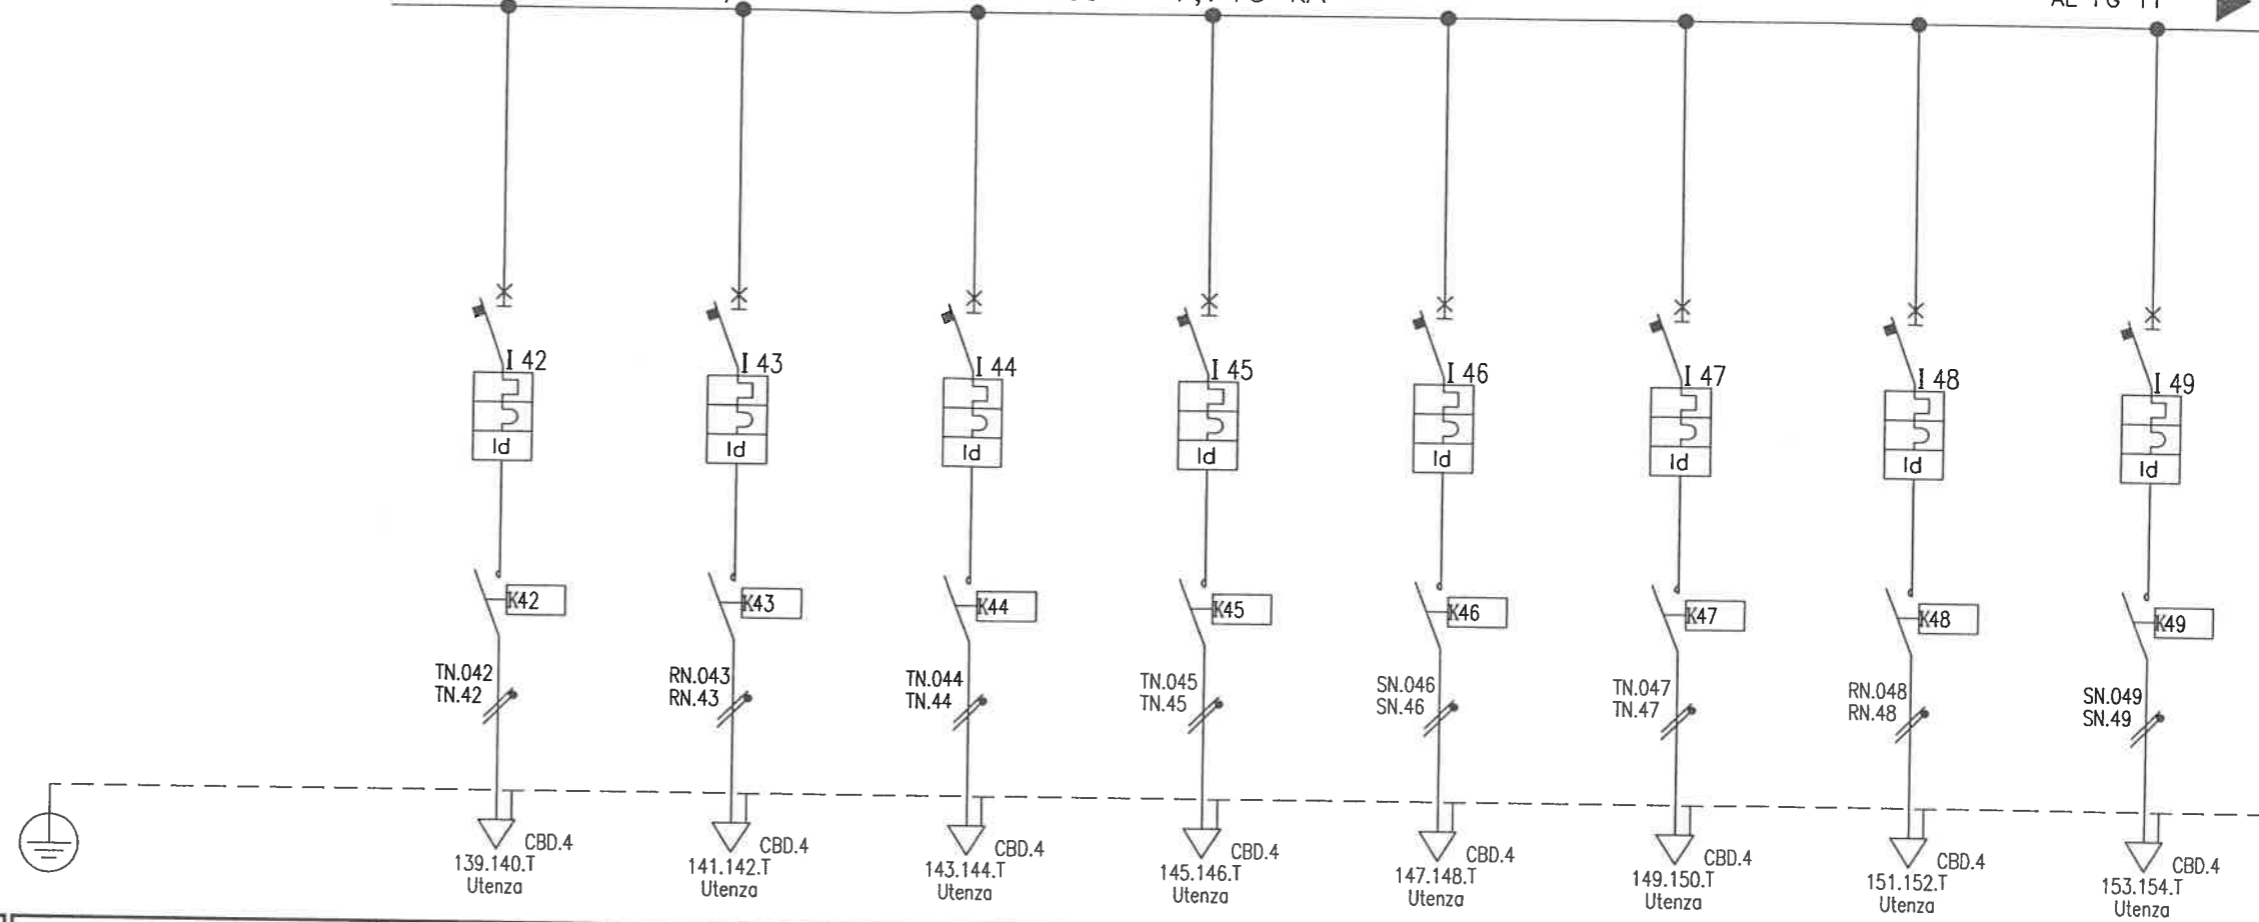 I 42
I 43
I 44
I 45
I 46
I 47
I 48
I 49
Id
Id
Id
Id
Id
Id
Id
Id
K42
K43
K44
K45
K46
K47
K48
K49
TN.042
TN.42
RN.043
RN.43
TN.044
TN.44
TN.045
TN.45
SN.046
SN.46
TN.047
TN.47
RN.048
RN.48
SN.049
SN.49
CBD.4
139.140.T
Utenza
CBD.4
141.142.T
Utenza
CBD.4
143.144.T
Utenza
CBD.4
145.146.T
Utenza
CBD.4
147.148.T
Utenza
CBD.4
149.150.T
Utenza
CBD.4
151.152.T
Utenza
CBD.4
153.154.T
Utenza